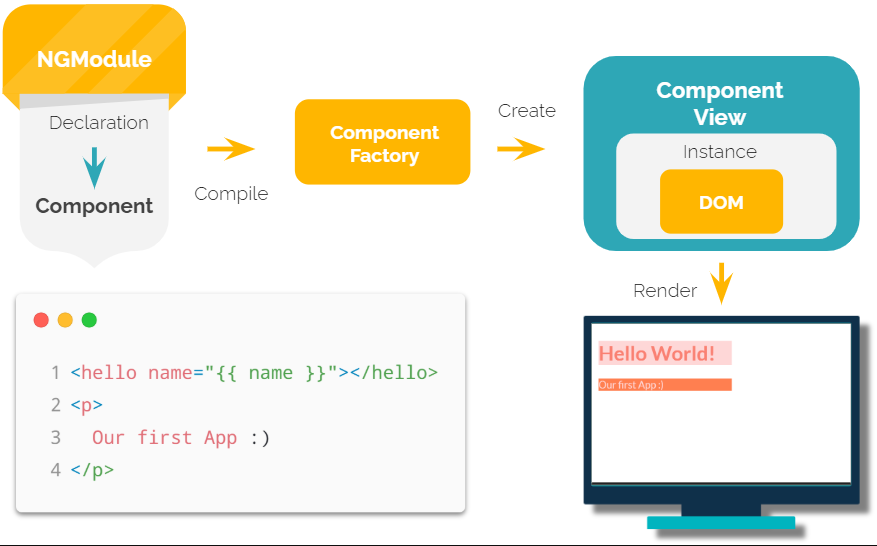 NGModule
Declaration
Component
Compile
Component
Factory
Create
Component
View
Instance
DOM
Render
1 <hello name="{{ name }}"></hello>
2 <p>
3 Our first App :)
4 </p>
Hello World!
Our first App :)